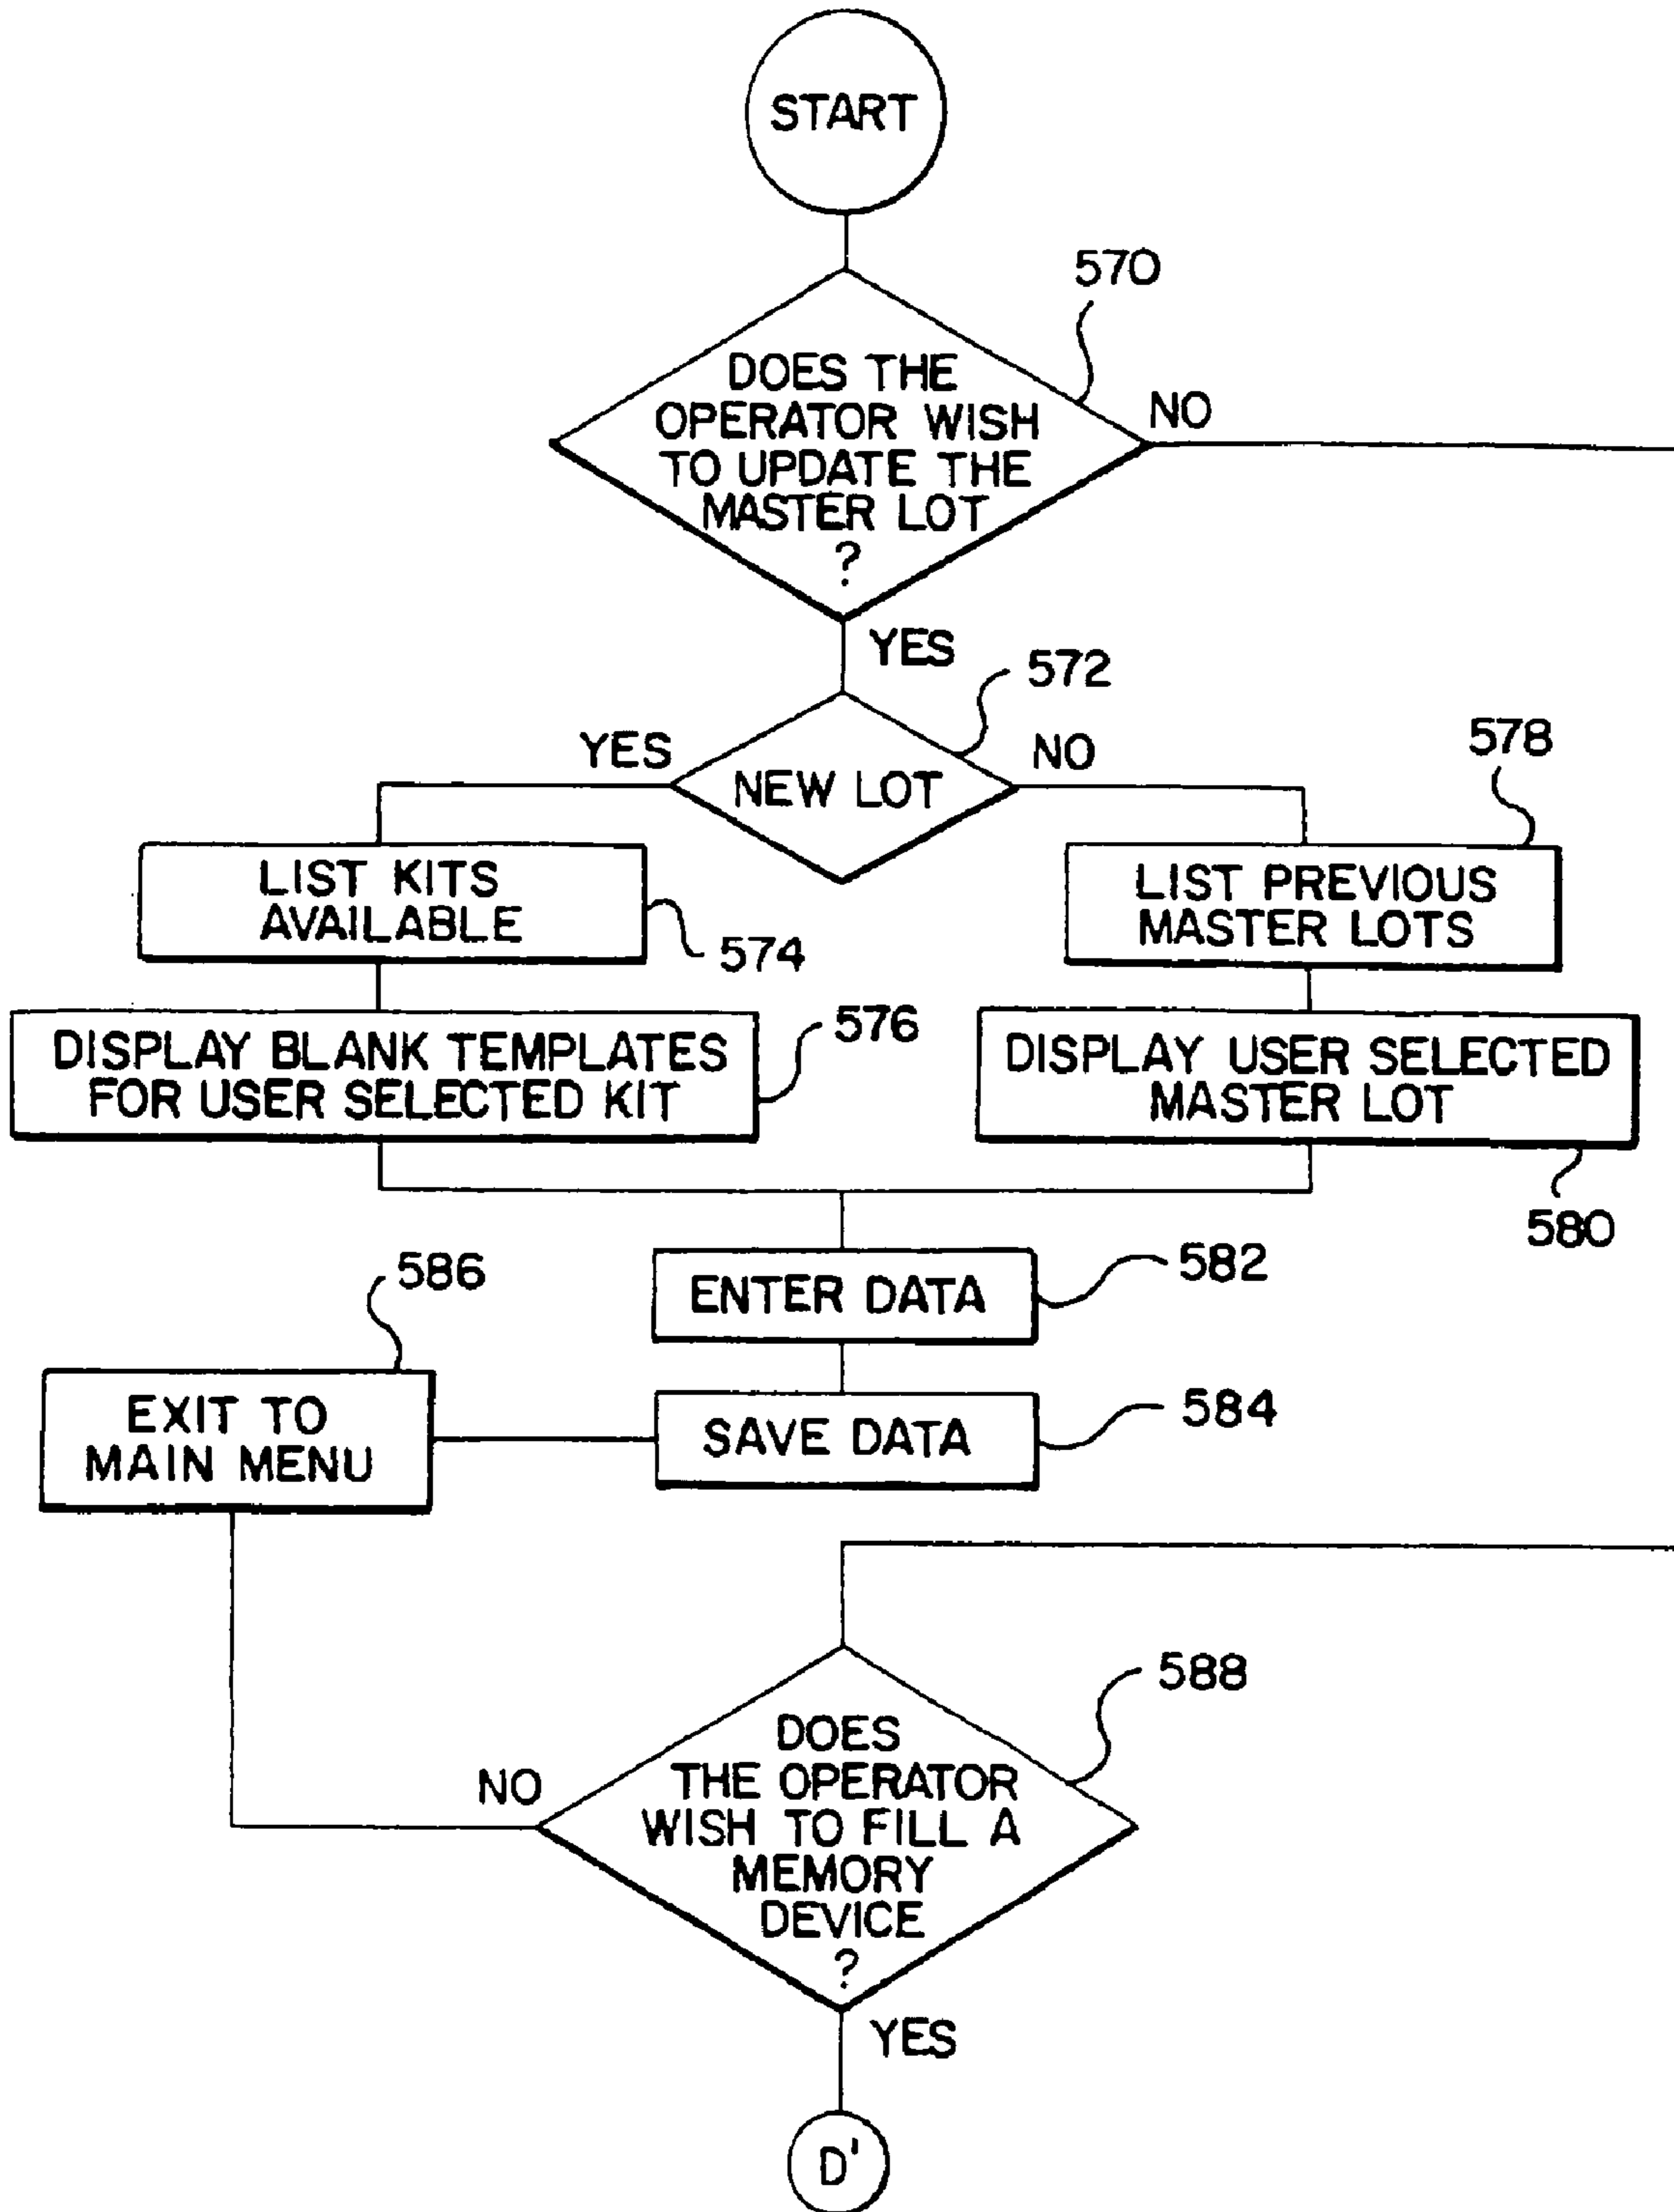 START
570
DOES THE
OPERATOR WISH
TO UPDATE THE
MASTER LOT
?
NO
YES
572
YES
NEW LOT
NO
578
LIST KITS
AVAILABLE
574
LIST PREVIOUS
MASTER LOTS
DISPLAY BLANK TEMPLATES
FOR USER SELECTED KIT
576
DISPLAY USER SELECTED
MASTER LOT
580
586
ENTER DATA
582
EXIT TO
MAIN MENU
SAVE DATA
584
588
DOES
THE OPERATOR
WISH TO FILL A
MEMORY
DEVICE
?
NO
YES
D'